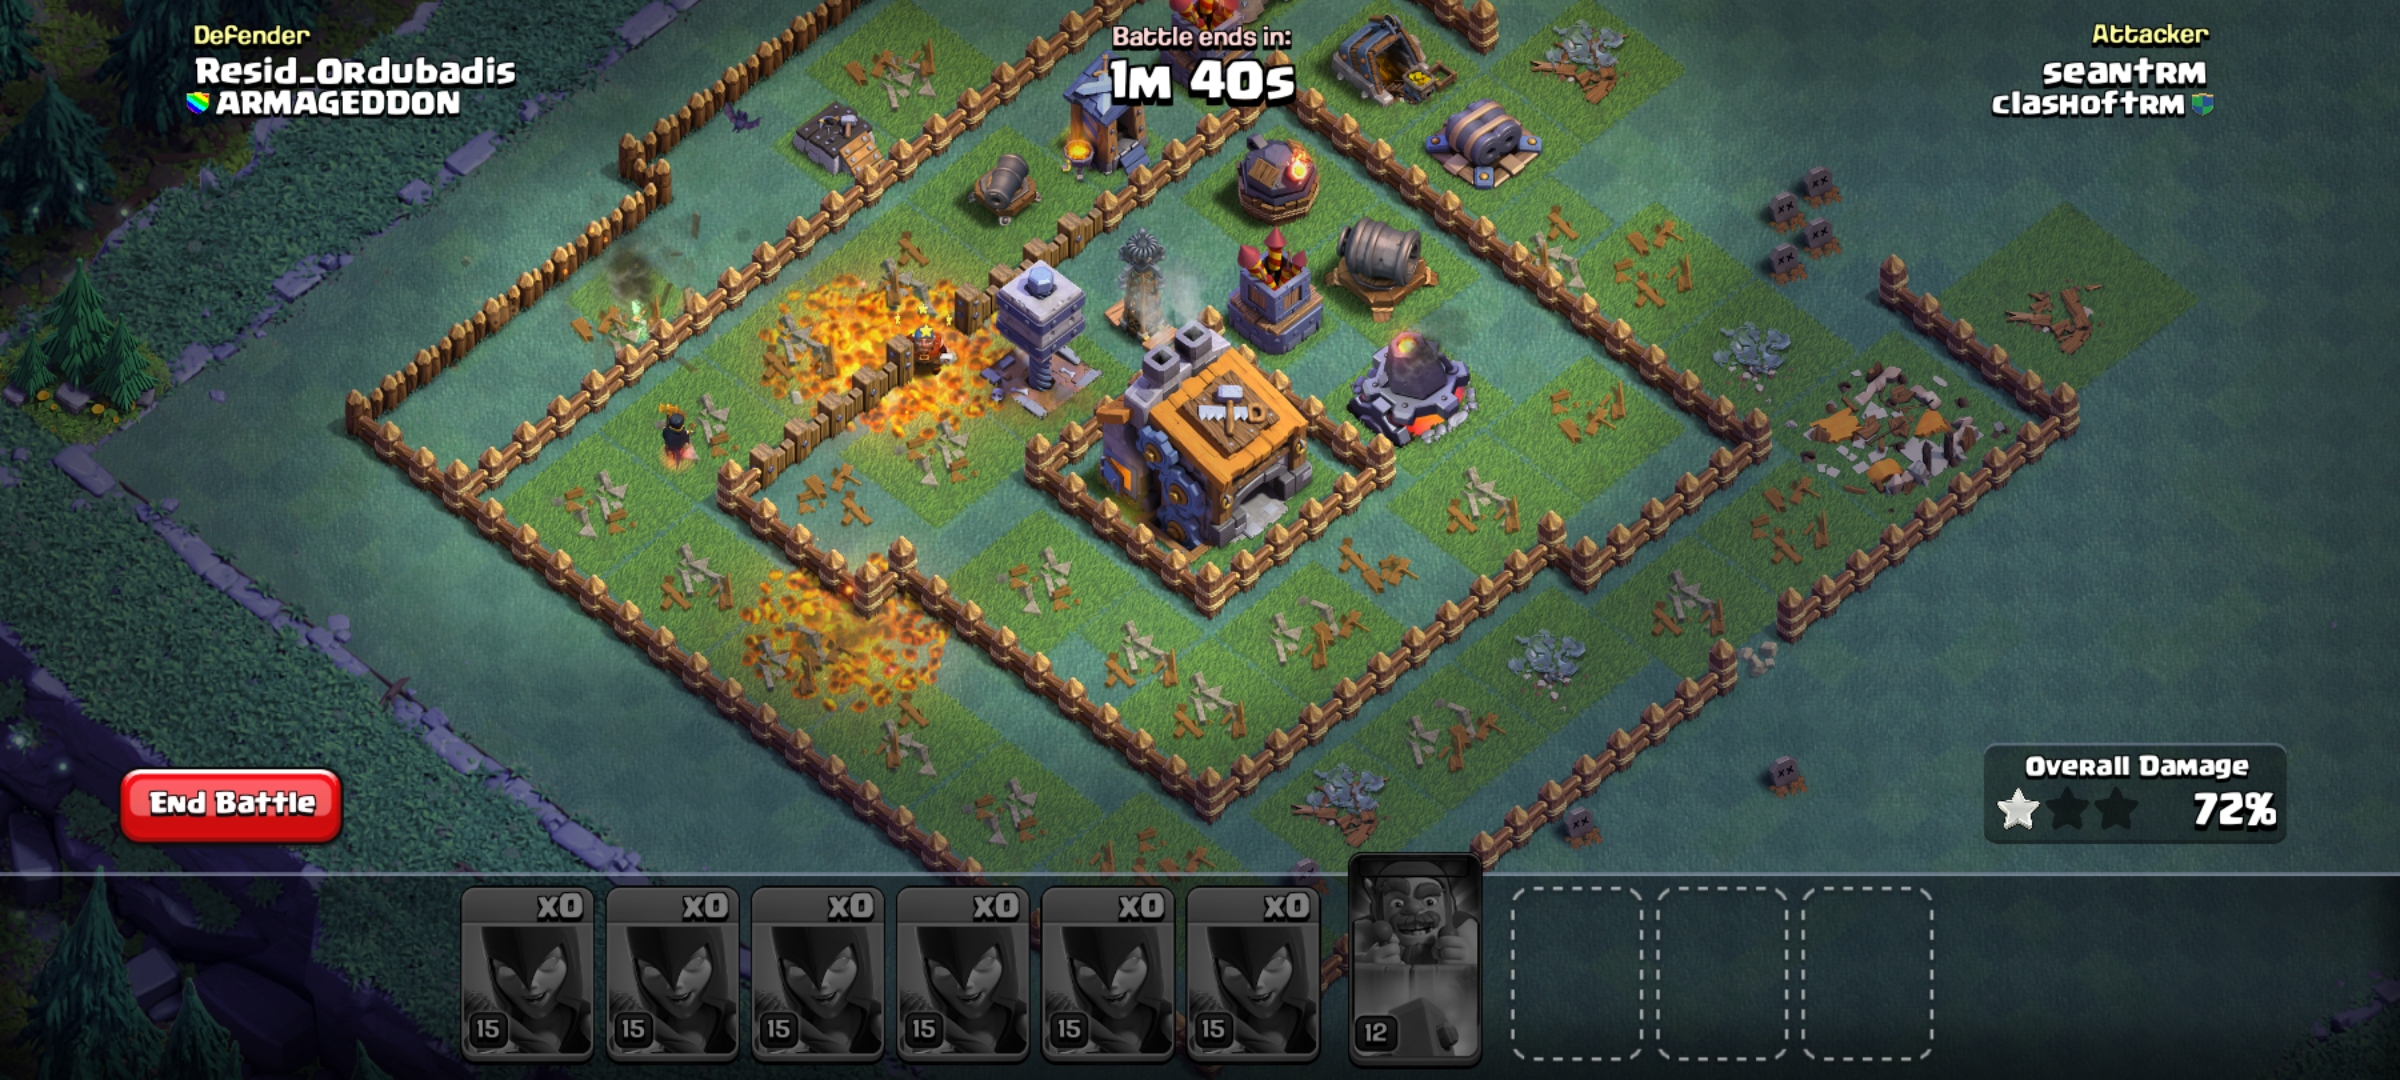 Defender
Resid_Ordubadis
ARMAGEDDON
Battle ends in:
1M 40s
Attacker
seantRM
clashoftRM
End Battle
Overall Damage
72%
x0
x0
x0
x0
x0
x0
15
15
15
15
15
15
12